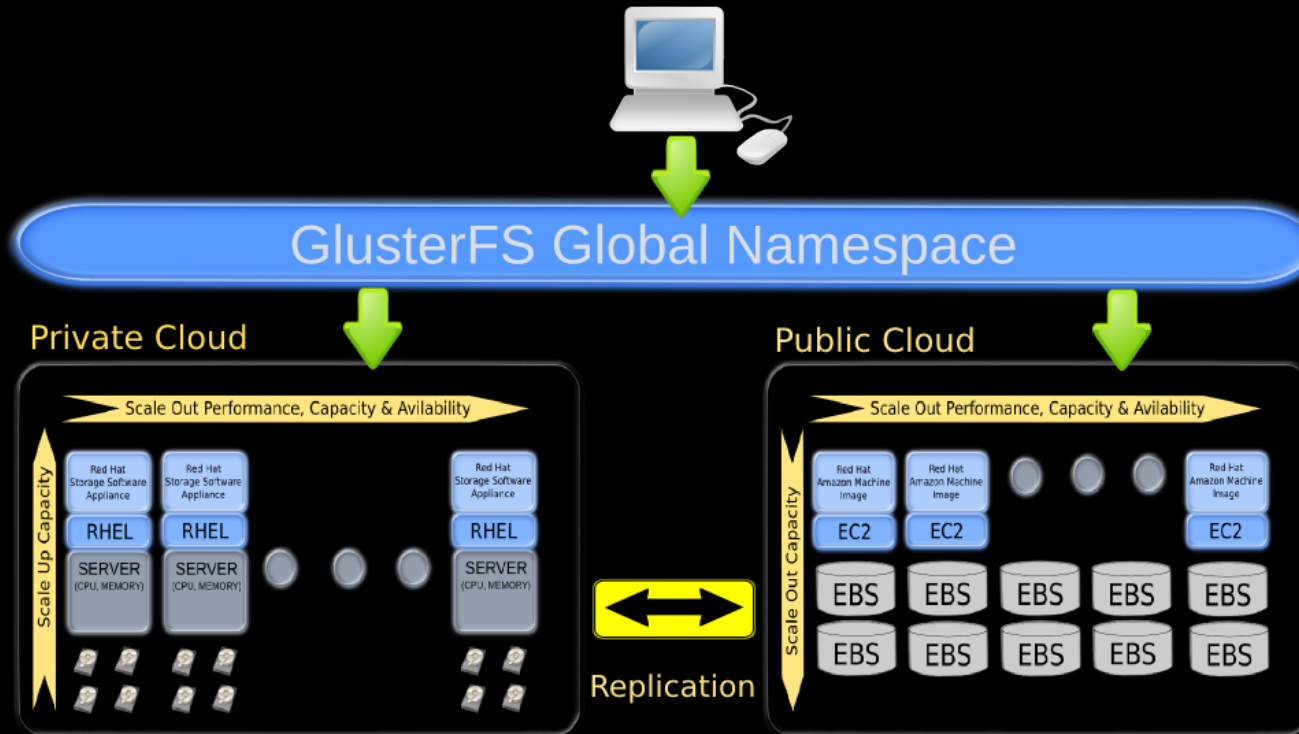 GlusterFS Global Namespace
Private Cloud
Scale Out Performance, Capacity & Avilability
Scale Up Capacity
Red Hat
Storage Software
Appliance
RHEL
SERVER
(CPU, MEMORY)
Red Hat
Storage Software
Appliance
RHEL
SERVER
(CPU, MEMORY)
Red Hat
Storage Software
Appliance
RHEL
SERVER
(CPU, MEMORY)
Replication
Public Cloud
Scale Out Performance, Capacity & Avilability
Scale Out Capacity
Red Hat
Amazon Machine
Image
EC2
Red Hat
Amazon Machine
Image
EC2
Red Hat
Amazon Machine
Image
EC2
EBS EBS EBS EBS EBS
EBS EBS EBS EBS EBS